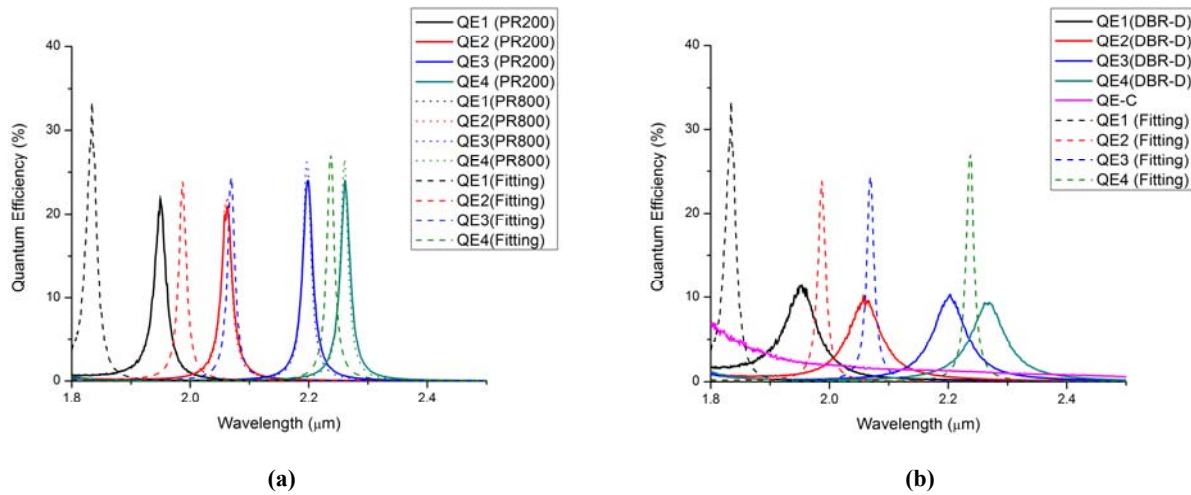 QE1 (PR200)
QE2 (PR200)
QE3 (PR200)
QE4 (PR200)
QE1(PR800)
QE2(PR800)
QE3(PR800)
QE4(PR800)
QE1(Fitting)
QE2(Fitting)
QE3(Fitting)
QE4(Fitting)
40
30
20
10
0
Quantum Efficiency (%)
1.8
2.0
2.2
2.4
Wavelength (μm)
(a)
QE1(DBR-D)
QE2(DBR-D)
QE3(DBR-D)
QE4(DBR-D)
QE-C
QE1 (Fitting)
QE2 (Fitting)
QE3 (Fitting)
QE4 (Fitting)
40
30
20
10
0
Quantum Efficiency (%)
1.8
2.0
2.2
2.4
Wavelength (μm)
(b)